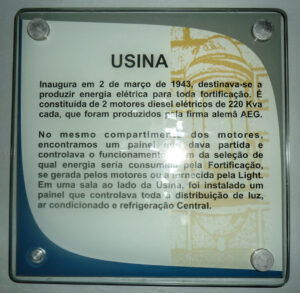 USINA
Inaugura em 2 de março de 1943, destinava-se a
produzir energia elétrica para toda fortificação. É
constituída de 2 motores diesel elétricos de 220 Kva
cada, que foram produzidos pela firma alemã AEG.
No mesmo compartimento dos motores,
encontramos um painel que dava partida e
controlava o funcionamento, além da seleção de
qual energia seria consumida pela Fortificação,
se gerada pelos motores ou fornecida pela Light.
Em uma sala ao lado da Usina, foi instalado um
painel que controlava toda a distribuição de luz,
ar condicionado e refrigeração Central.